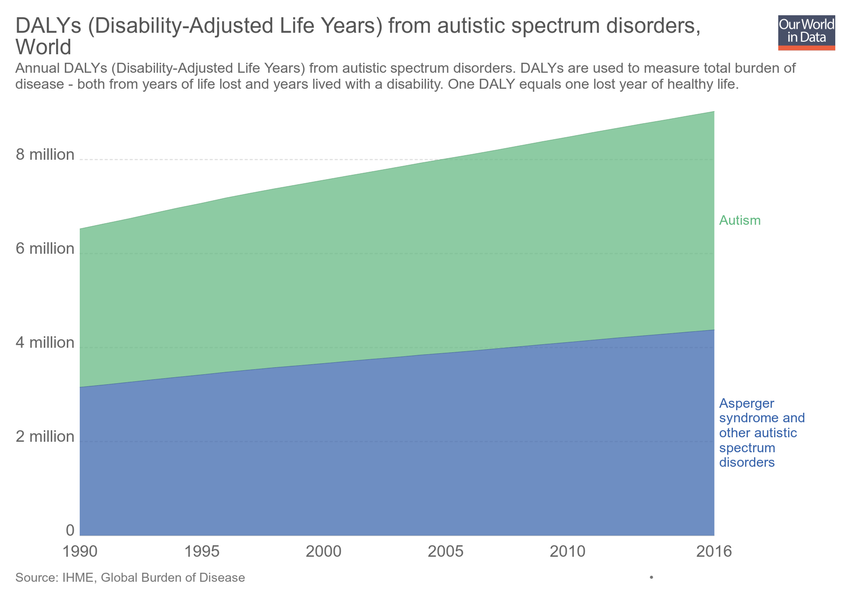 DALYs (Disability-Adjusted Life Years) from autistic spectrum disorders,
World
Our World
in Data
Annual DALYs (Disability-Adjusted Life Years) from autistic spectrum disorders. DALYs are used to measure total burden of
disease - both from years of life lost and years lived with a disability. One DALY equals one lost year of healthy life.
8 million
6 million
4 million
2 million
0
Autism
Asperger
syndrome and
other autistic
spectrum
disorders
1990 1995 2000 2005 2010 2016
Source: IHME, Global Burden of Disease
•